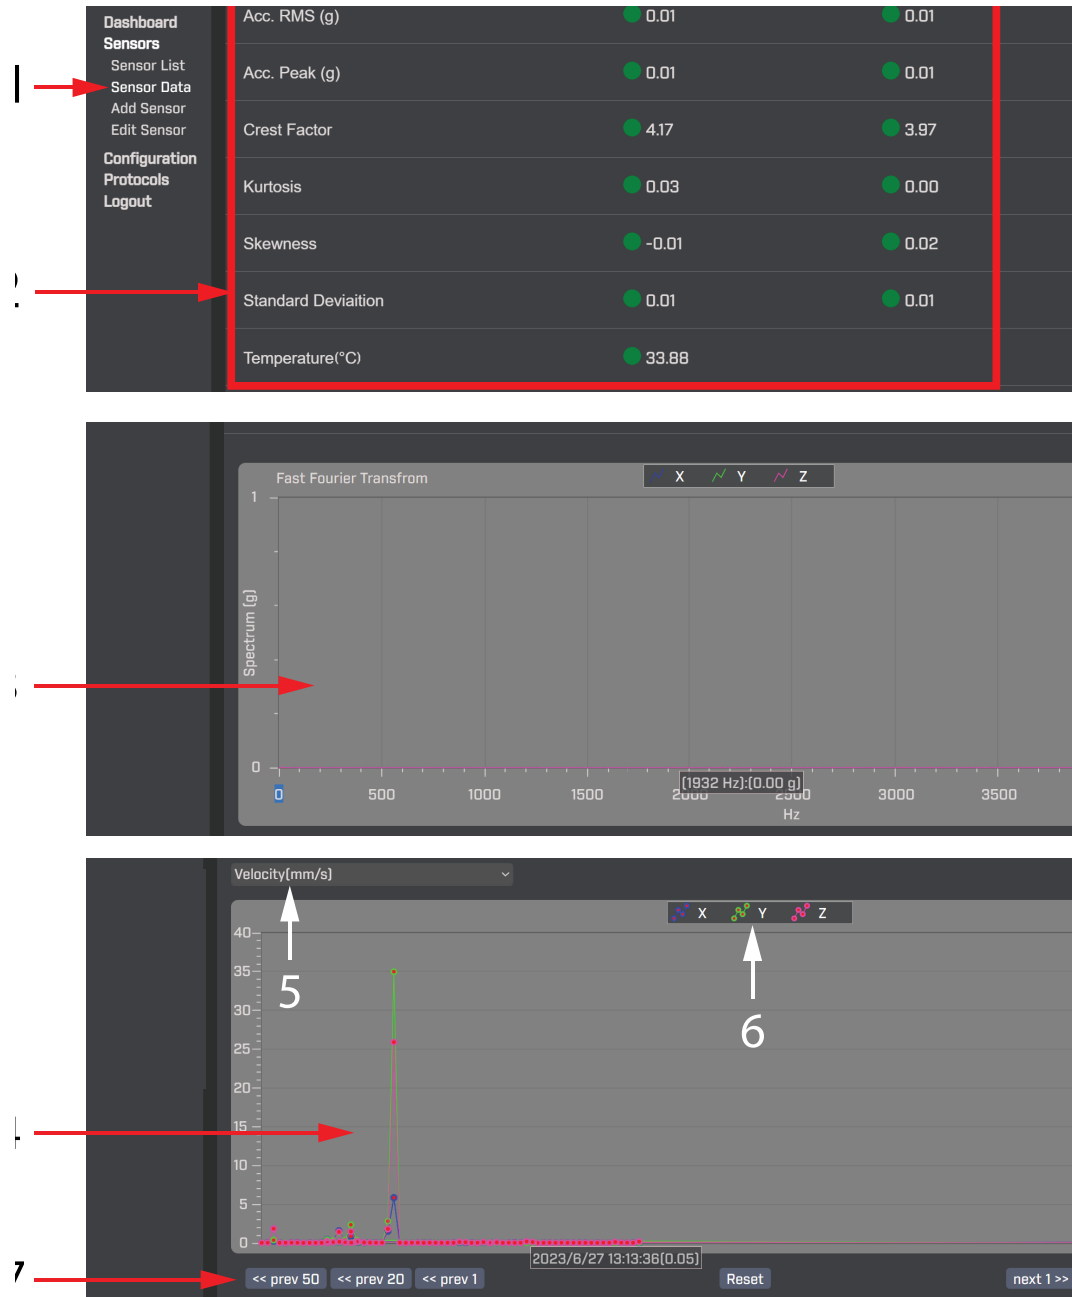 Dashboard
Sensors
Sensor List
Sensor Data
Add Sensor
Edit Sensor
Configuration
Protocols
Logout
Acc. RMS (g) 0.01 0.01
Acc. Peak (g) 0.01 0.01
Crest Factor 4.17 3.97
Kurtosis 0.03 0.00
Skewness -0.01 0.02
Standard Deviaition 0.01 0.01
Temperature(°C) 33.88
Fast Fourier Transfrom
X Y Z
1
Spectrum (g)
0
0 500 1000 1500 2000 2500 3000 3500
(1932 Hz):(0.00 g)
Hz
Velocity(mm/s)
X Y Z
40
35
30
25
20
15
10
5
0
5
6
2023/6/27 13:13:36(0.05)
7
<< prev 50 << prev 20 << prev 1 Reset next 1 >>